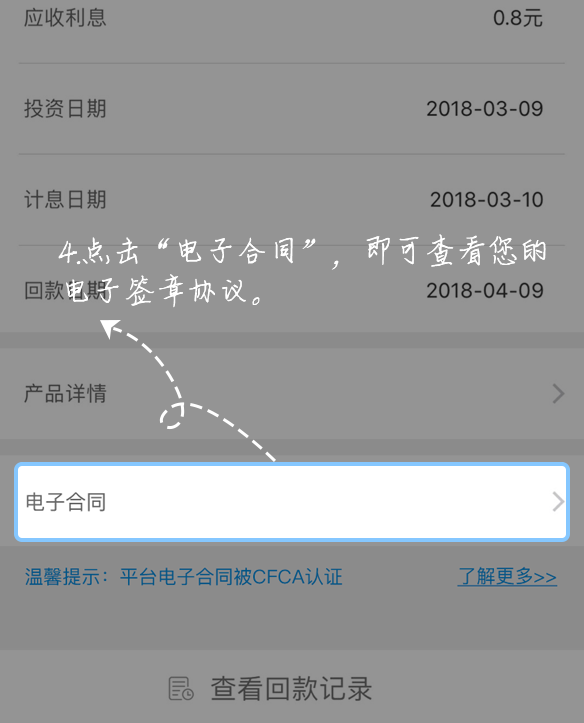 应收利息 0.8元
投资日期 2018-03-09
计息日期 2018-03-10
4.点击“电子合同”，即可查看您的
电子签章协议。
回款日期 2018-04-09
产品详情
电子合同
温馨提示：平台电子合同被CFCA认证 了解更多>>
查看回款记录